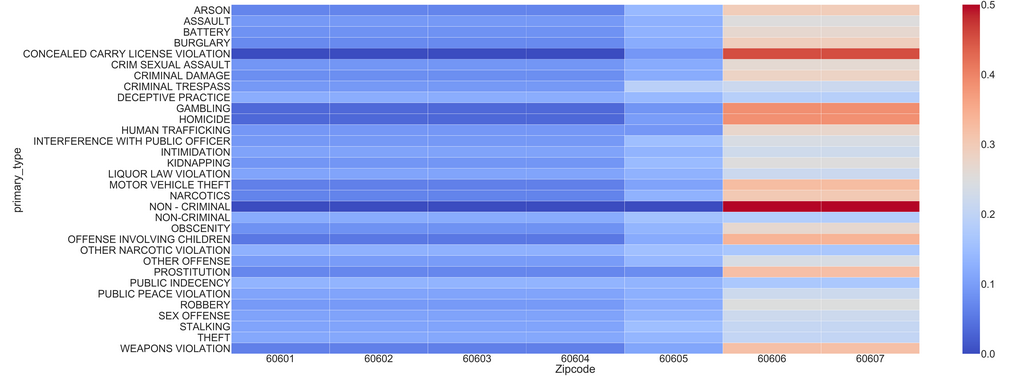 ARSON
ASSAULT
BATTERY
BURGLARY
CONCEALED CARRY LICENSE VIOLATION
CRIM SEXUAL ASSAULT
CRIMINAL DAMAGE
CRIMINAL TRESPASS
DECEPTIVE PRACTICE
GAMBLING
HOMICIDE
HUMAN TRAFFICKING
INTERFERENCE WITH PUBLIC OFFICER
INTIMIDATION
KIDNAPPING
LIQUOR LAW VIOLATION
MOTOR VEHICLE THEFT
NARCOTICS
NON - CRIMINAL
NON-CRIMINAL
OBSCENITY
OFFENSE INVOLVING CHILDREN
OTHER NARCOTIC VIOLATION
OTHER OFFENSE
PROSTITUTION
PUBLIC INDECENCY
PUBLIC PEACE VIOLATION
ROBBERY
SEX OFFENSE
STALKING
THEFT
WEAPONS VIOLATION
primary_type
60601 60602 60603 60604 60605 60606 60607
Zipcode
0.5
0.4
0.3
0.2
0.1
0.0